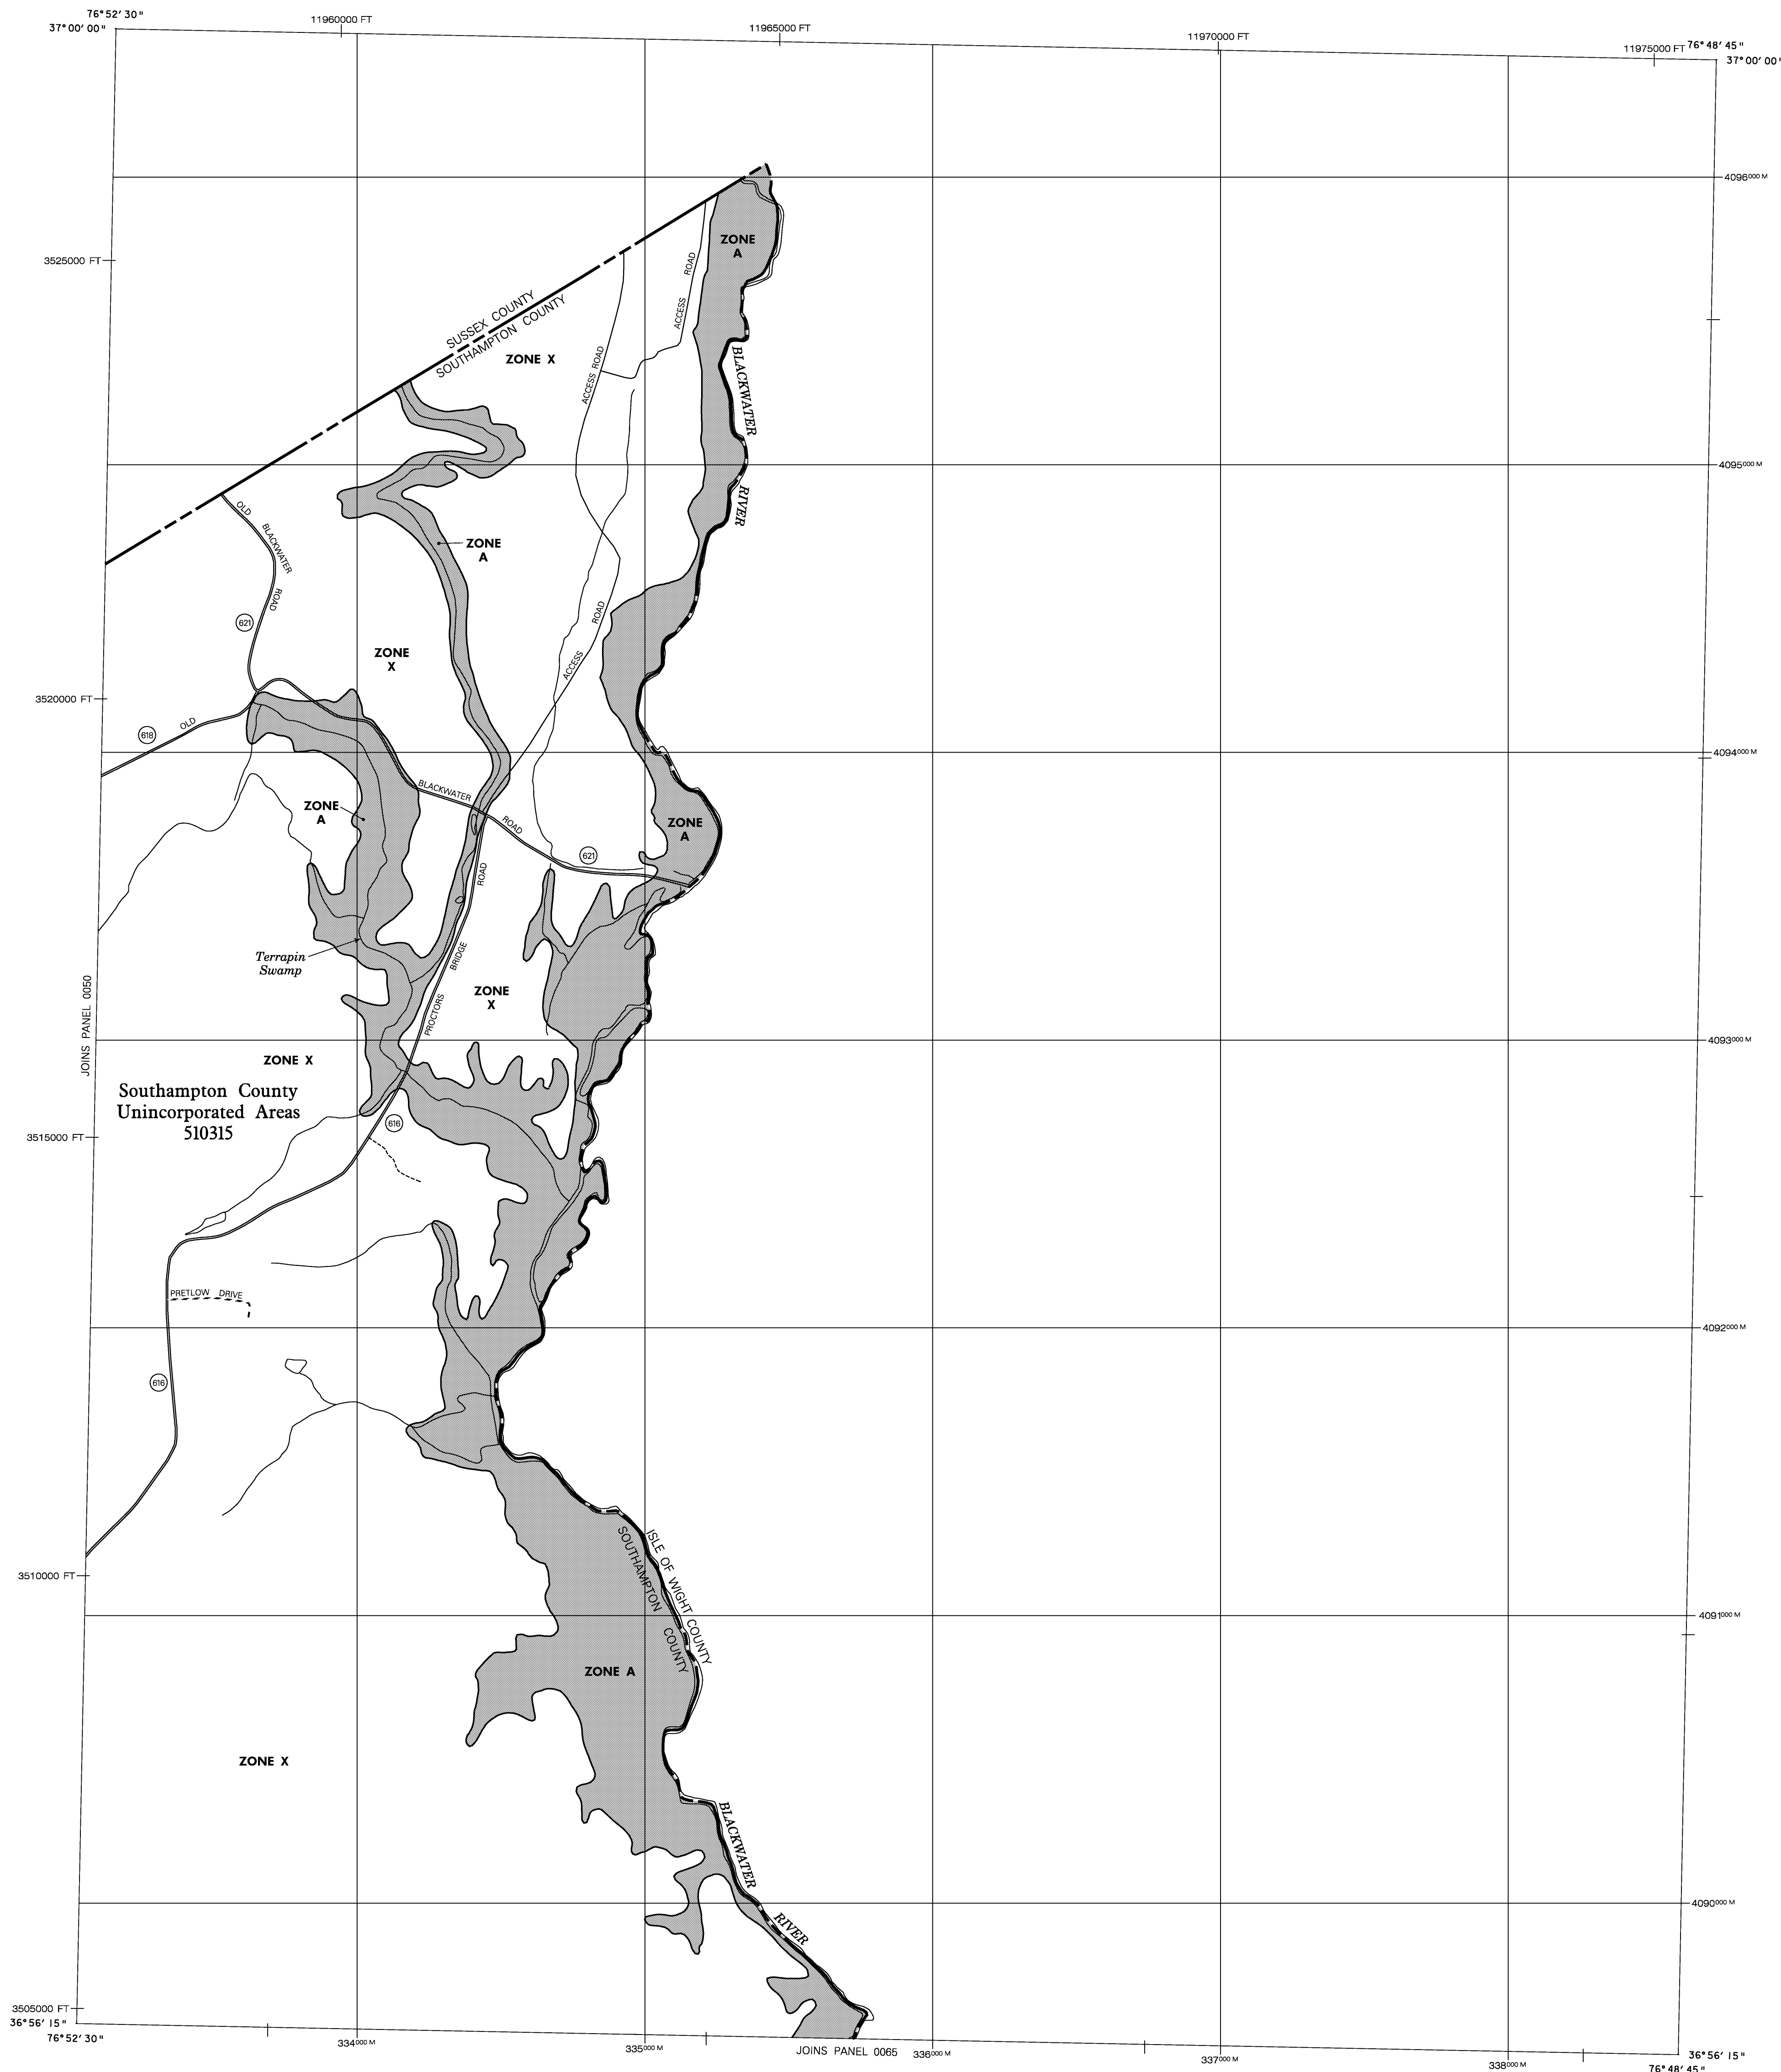 76°52'30"
37°00'00"
11960000 FT
11965000 FT
11970000 FT
11975000 FT
76°48'45"
37°00'00"
4096000 M
ZONE
A
3525000 FT
ACCESS ROAD
SUSSEX COUNTY
SOUTHAMPTON COUNTY
ZONE X
ACCESS ROAD
BLACKWATER RIVER
4095000 M
OLD BLACKWATER ROAD
ZONE
A
621
ACCESS ROAD
ZONE
X
3520000 FT
618
OLD BLACKWATER ROAD
4094000 M
ZONE
A
ZONE
A
621
Terrapin
Swamp
PROCTORS BRIDGE ROAD
ZONE
X
JOINS PANEL 0050
4093000 M
ZONE X
Southampton County
Unincorporated Areas
510315
616
3515000 FT
PRETLOW DRIVE
4092000 M
616
ISLE OF WIGHT COUNTY
SOUTHAMPTON COUNTY
3510000 FT
4091000 M
ZONE A
ZONE X
BLACKWATER RIVER
4090000 M
3505000 FT
36°56'15"
76°52'30"
334000 M
335000 M
JOINS PANEL 0065
336000 M
337000 M
338000 M
36°56'15"
76°48'45"